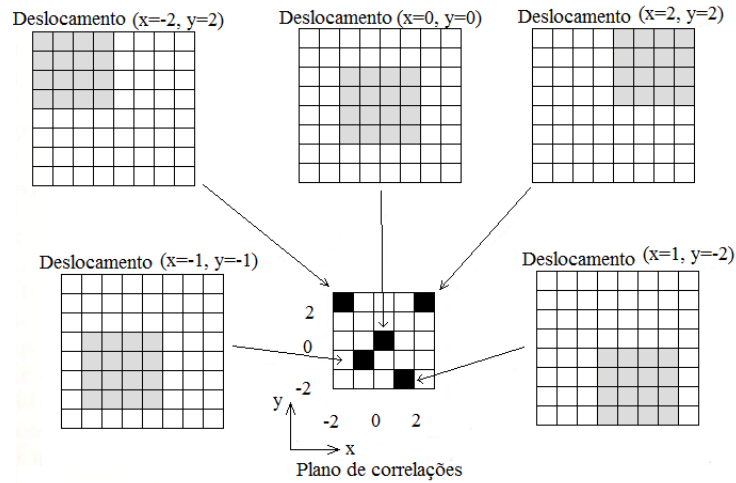 Deslocamento (x=-2, y=2)
Deslocamento (x=0, y=0)
Deslocamento (x=2, y=2)
Deslocamento (x=-1, y=-1)
Deslocamento (x=1, y=-2)
2
0
-2
y
-2 0 2
x
Plano de correlações